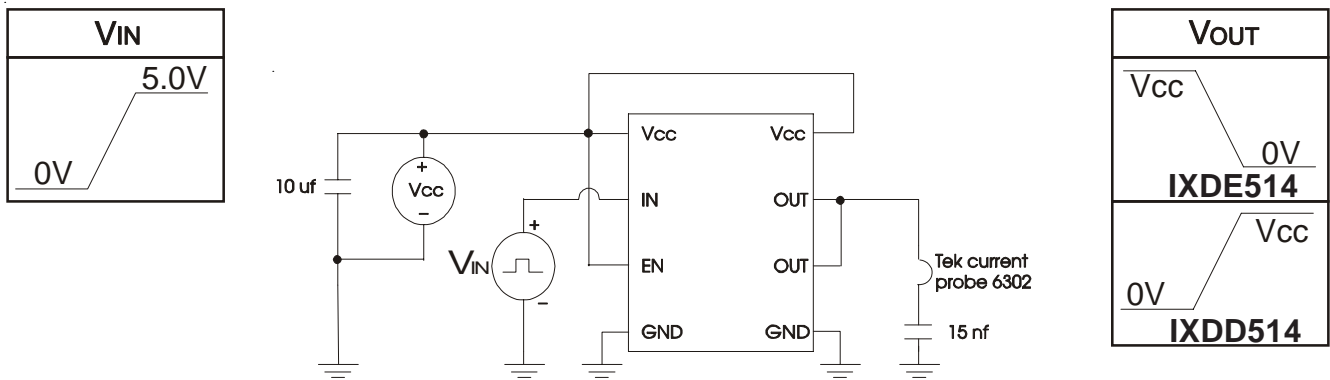 VIN
5.0V
0V
10 uf
+
Vcc
−
VIN
+
−
Vcc
Vcc
IN
OUT
EN
OUT
GND
GND
Tek current
probe 6302
15 nf
VOUT
Vcc
0V
IXDE514
Vcc
0V
IXDD514